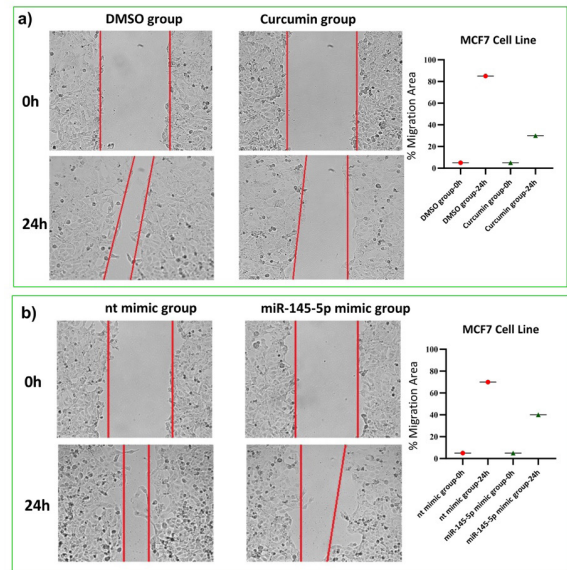 a)
DMSO group
Curcumin group
0h
24h
MCF7 Cell Line
% Migration Area
100
80
60
40
20
0
DMSO group-0h
DMSO group-24h
Curcumin group-0h
Curcumin group-24h
b)
nt mimic group
miR-145-5p mimic group
0h
24h
MCF7 Cell Line
% Migration Area
100
80
60
40
20
0
nt mimic group-0h
nt mimic group-24h
miR-145-5p mimic group-0h
miR-145-5p mimic group-24h